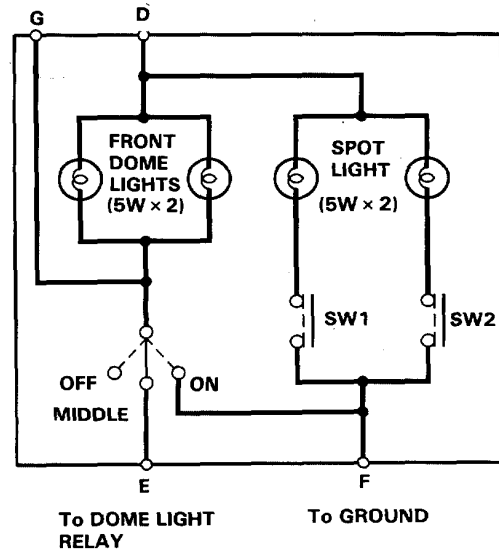 G D
FRONT
DOME
LIGHTS
(5W × 2)
SPOT
LIGHT
(5W × 2)
SW1
SW2
OFF
ON
MIDDLE
E
F
To DOME LIGHT
RELAY
To GROUND